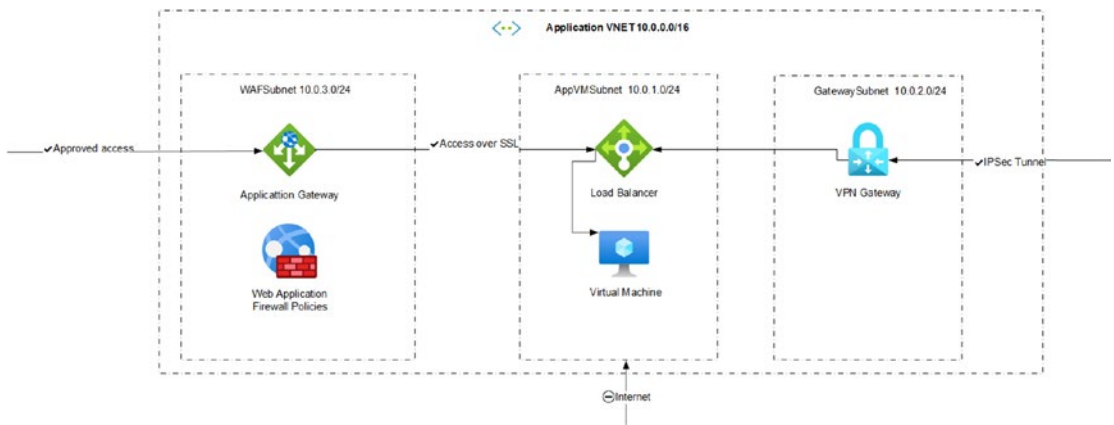 Application VNET10.0.0.0/16
WAFSubnet 10.0.3.0/24
AppVMSubnet 10.0.1.0/24
GatewaySubnet 10.0.2.0/24
Approved access
Access over SSL
IPSec Tunnel
Applicattion Gateway
Load Balancer
VPN Gateway
Web Application
Firewall Policies
Virtual Machine
Internet